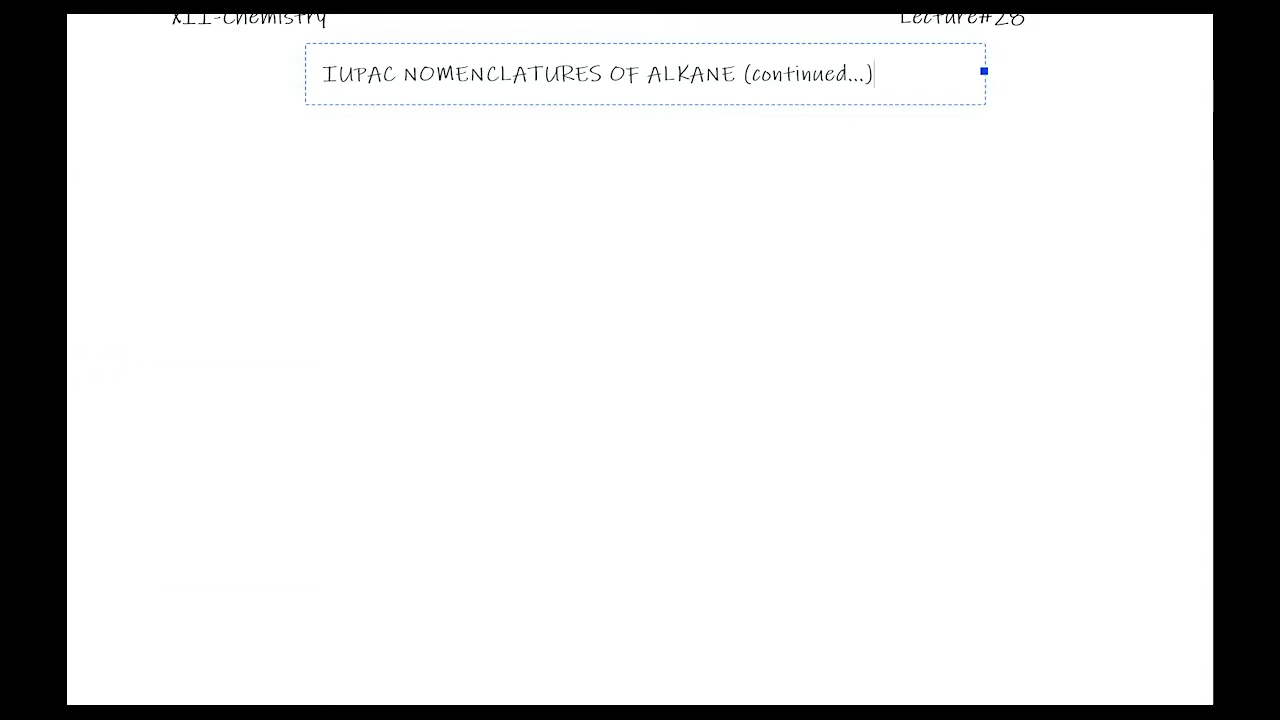 XII-Chemistry Lecture#28
IUPAC NOMENCLATURES OF ALKANE (continued...)